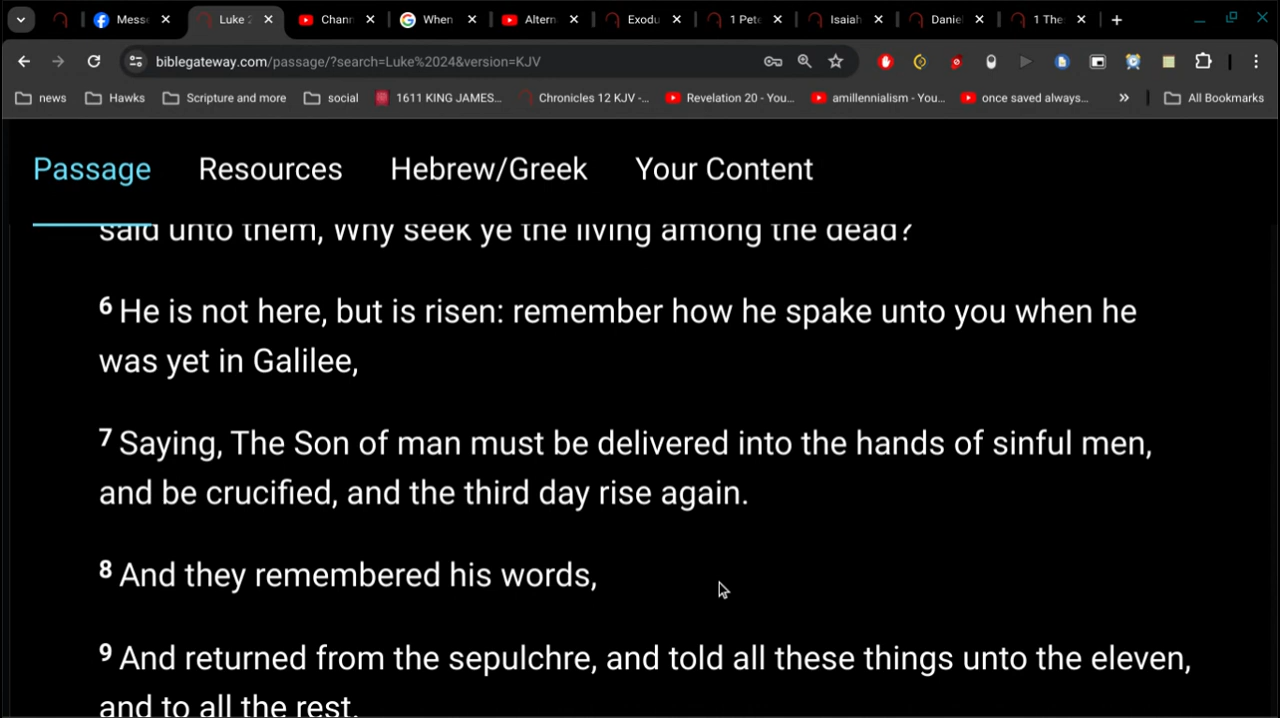 Mess
Luke 2
Chann
When
Altern
Exodu
1 Pete
Isaiah
Daniel
1 The
biblegateway.com/passage/?search=Luke%2024&version=KJV
news
Hawks
Scripture and more
social
1611 KING JAMES...
Chronicles 12 KJV -...
Revelation 20 - You...
amillennialism - You...
once saved always...
All Bookmarks
Passage Resources Hebrew/Greek Your Content
said unto them, Why seek ye the living among the dead?
6 He is not here, but is risen: remember how he spake unto you when he
was yet in Galilee,
7 Saying, The Son of man must be delivered into the hands of sinful men,
and be crucified, and the third day rise again.
8 And they remembered his words,
9 And returned from the sepulchre, and told all these things unto the eleven,
and to all the rest.